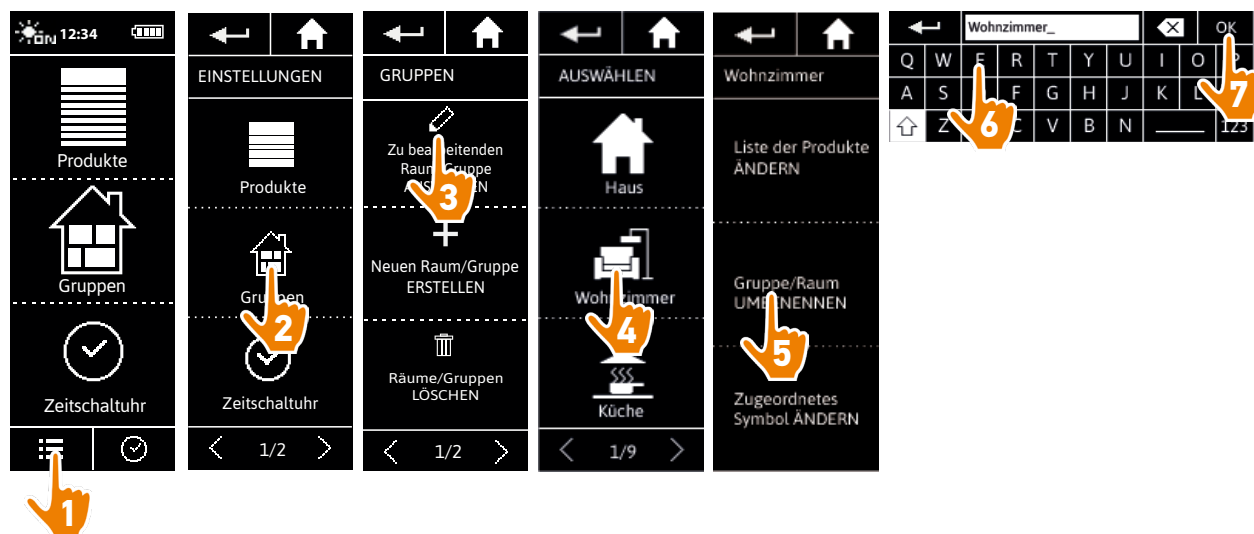 ON 12:34
Produkte
Gruppen
Zeitschaltuhr
1
EINSTELLUNGEN
Produkte
Gruppen
2
Zeitschaltuhr
1/2
GRUPPEN
Zu bearbeitenden
Raum/Gruppe
3
Neuen Raum/Gruppe
ERSTELLEN
Räume/Gruppen
LÖSCHEN
1/2
AUSWÄHLEN
Haus
Wohnzimmer
4
Küche
1/9
Wohnzimmer
Liste der Produkte
ÄNDERN
Gruppe/Raum
UMBENENNEN
5
Zugeordnetes
Symbol ÄNDERN
Wohnzimmer_ OK
Q W E R T Y U I O P
A S F G H J K L
Z C V B N 123
6
7